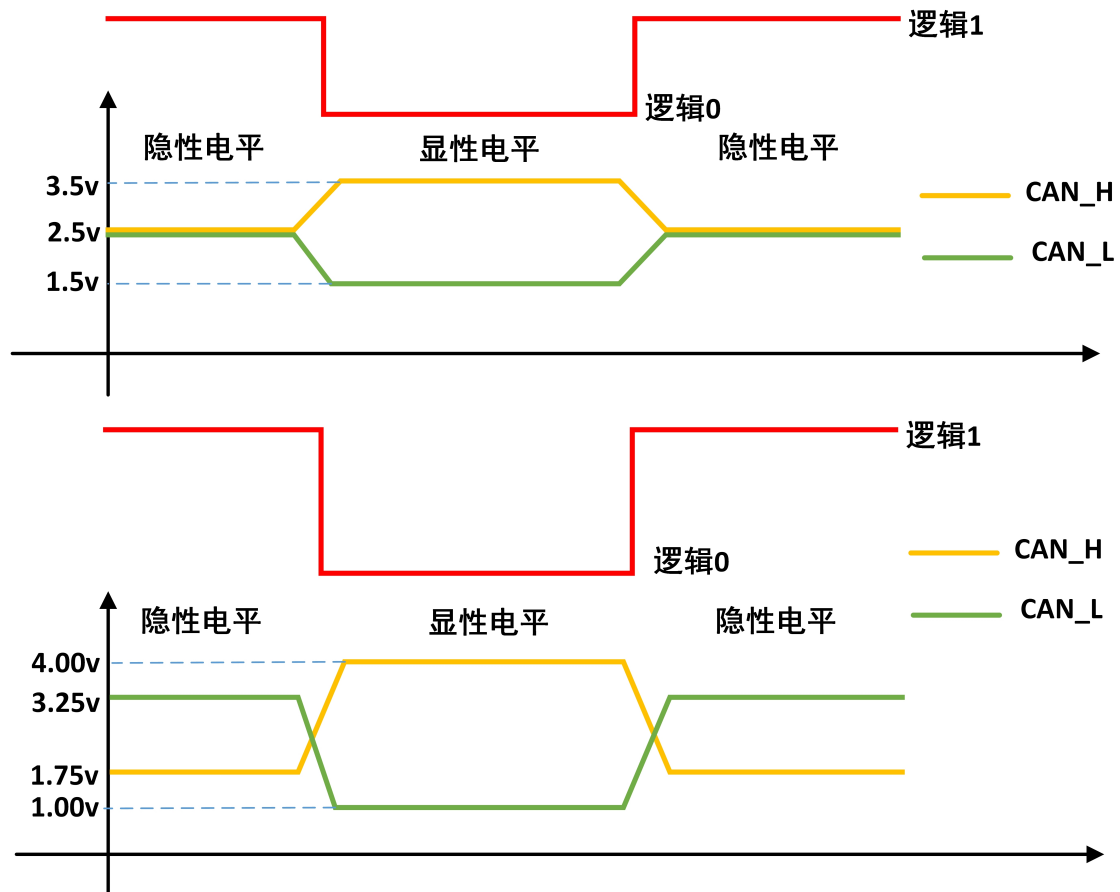 逻辑1
逻辑0
隐性电平
显性电平
隐性电平
3.5v
CAN_H
2.5v
CAN_L
1.5v
逻辑1
逻辑0
CAN_H
隐性电平
显性电平
隐性电平
CAN_L
4.00v
3.25v
1.75v
1.00v